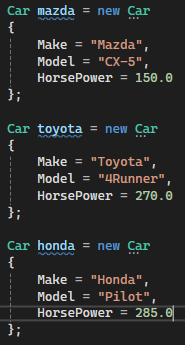 Car mazda = new Car
{
    Make = "Mazda",
    Model = "CX-5",
    HorsePower = 150.0
};

Car toyota = new Car
{
    Make = "Toyota",
    Model = "4Runner",
    HorsePower = 270.0
};

Car honda = new Car
{
    Make = "Honda",
    Model = "Pilot",
    HorsePower = 285.0
};